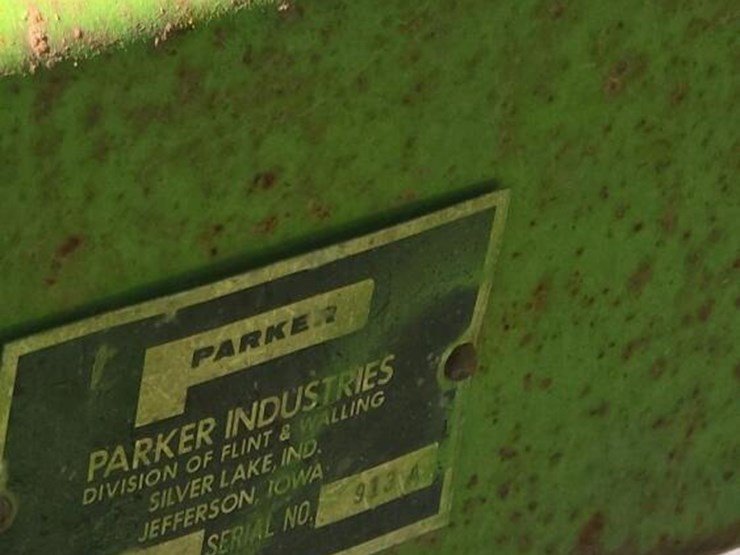 PARKER
PARKER INDUSTRIES
DIVISION OF FLINT & WALLING
SILVER LAKE, IND.
JEFFERSON, IOWA
SERIAL NO.